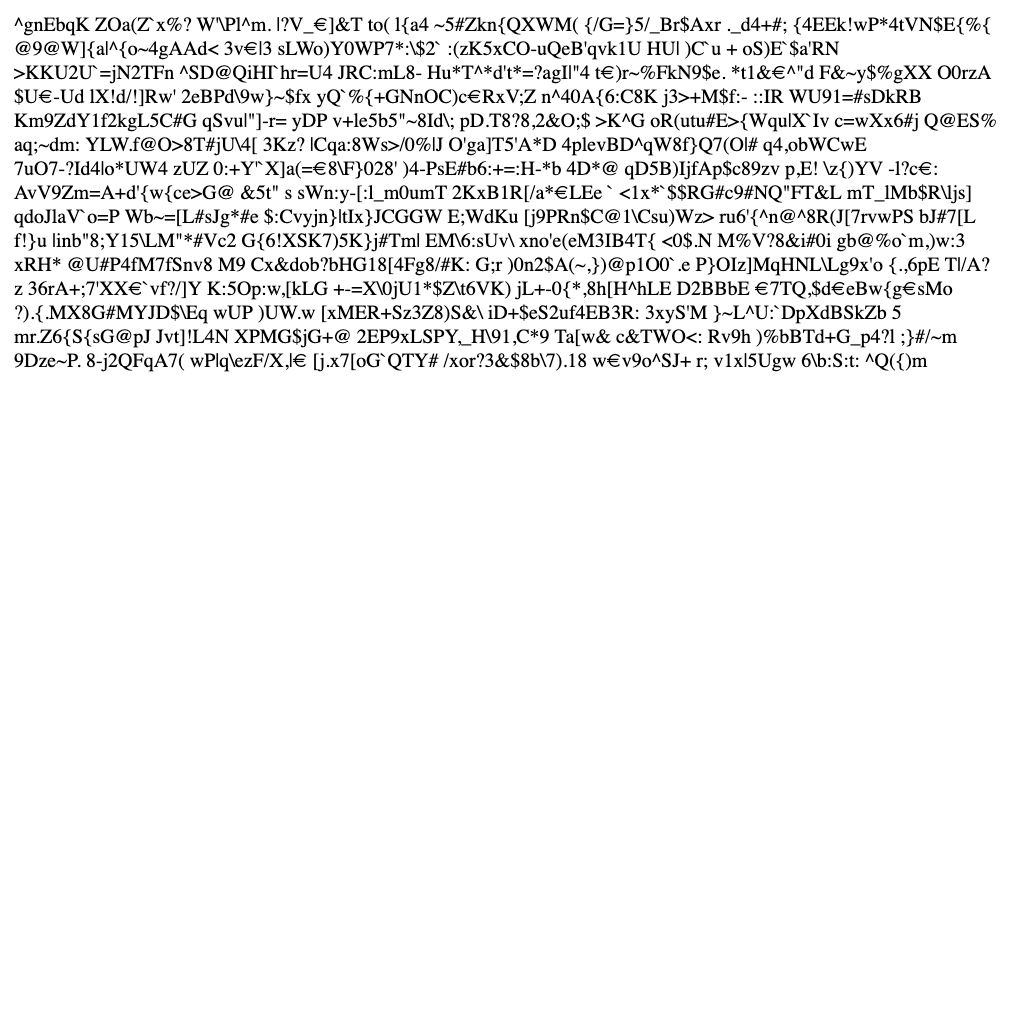 ^gnEbqK ZOa(Z`x%? W'\Pl^m. |?V_€]&T to( l{a4 ~5#Zkn{QXWM( {/G=}5/_Br$Axr ._d4+#; {4EEk!wP*4tVN$E{%{
@9@W]{a|^{o~4gAAd< 3v€|3 sLWo)Y0WP7*:\$2` :(zK5xCO-uQeB'qvk1U HU| )C`u + oS)E`$a'RN
>KKU2U`=jN2TFn ^SD@QiHI`hr=U4 JRC:mL8- Hu*T^*d't*=?agI|"4 t€)r~%FkN9$e. *t1&€^"d F&~y$%gXX O0rzA
$U€-Ud lX!d/!]Rw' 2eBPd\9w}~$fx yQ`%{+GNnOC)c€RxV;Z n^40A{6:C8K j3>+M$f:- ::IR WU91=#sDkRB
Km9ZdY1f2kgL5C#G qSvu|"]-r= yDP v+le5b5"~8Id\; pD.T8?8,2&O;$ >K^G oR(utu#E>{Wqu|X`Iv c=wXx6#j Q@ES%
aq;~dm: YLW.f@O>8T#jU\4[ 3Kz? |Cqa:8Ws>/0%|J O'ga]T5'A*D 4plevBD^qW8f}Q7(O|# q4,obWCwE
7uO7-?Id4|o*UW4 zUZ 0:+Y'`X]a(=€8\F}028' )4-PsE#b6:+=:H-*b 4D*@ qD5B)IjfAp$c89zv p,E! \z{)YV -l?c€:
AvV9Zm=A+d'{w{ce>G@ &5t" s sWn:y-[:l_m0umT 2KxB1R[/a*€LEe ` <1x*`$$RG#c9#NQ"FT&L mT_lMb$R\ljs]
qdoJlaV`o=P Wb~=[L#sJg*#e $:Cvyjn}|tIx}JCGGW E;WdKu [j9PRn$C@1\Csu)Wz> ru6'{^n@^8R(J[7rvwPS bJ#7[L
f!}u |inb"8;Y15\LM"*#Vc2 G{6!XSK7)5K}j#Tm| EM\6:sUv\ xno'e(eM3IB4T{ <0$.N M%V?8&i#0i gb@%o`m,)w:3
xRH* @U#P4fM7fSnv8 M9 Cx&dob?bHG18[4Fg8/#K: G;r )0n2$A(~,})@p1O0`.e P}OIz]MqHNL\Lg9x'o {.,6pE T|/A?
z 36rA+;7'XX€`vf?/]Y K:5Op:w,[kLG +-=X\0jU1*$Z\t6VK) jL+-0{*,8h[H^hLE D2BBbE €7TQ,$d€eBw{g€sMo
?).{.MX8G#MYJD$\Eq wUP )UW.w [xMER+Sz3Z8)S&\ iD+$eS2uf4EB3R: 3xyS'M }~L^U:`DpXdBSkZb 5
mr.Z6{S{sG@pJ Jvt]!L4N XPMG$jG+@ 2EP9xLSPY,_H\91,C*9 Ta[w& c&TWO<: Rv9h )%bBTd+G_p4?l ;}#/~m
9Dze~P. 8-j2QFqA7( wP|q\ezF/X,|€ [j.x7[oG`QTY# /xor?3&$8b\7).18 w€v9o^SJ+ r; v1x|5Ugw 6\b:S:t: ^Q({)m